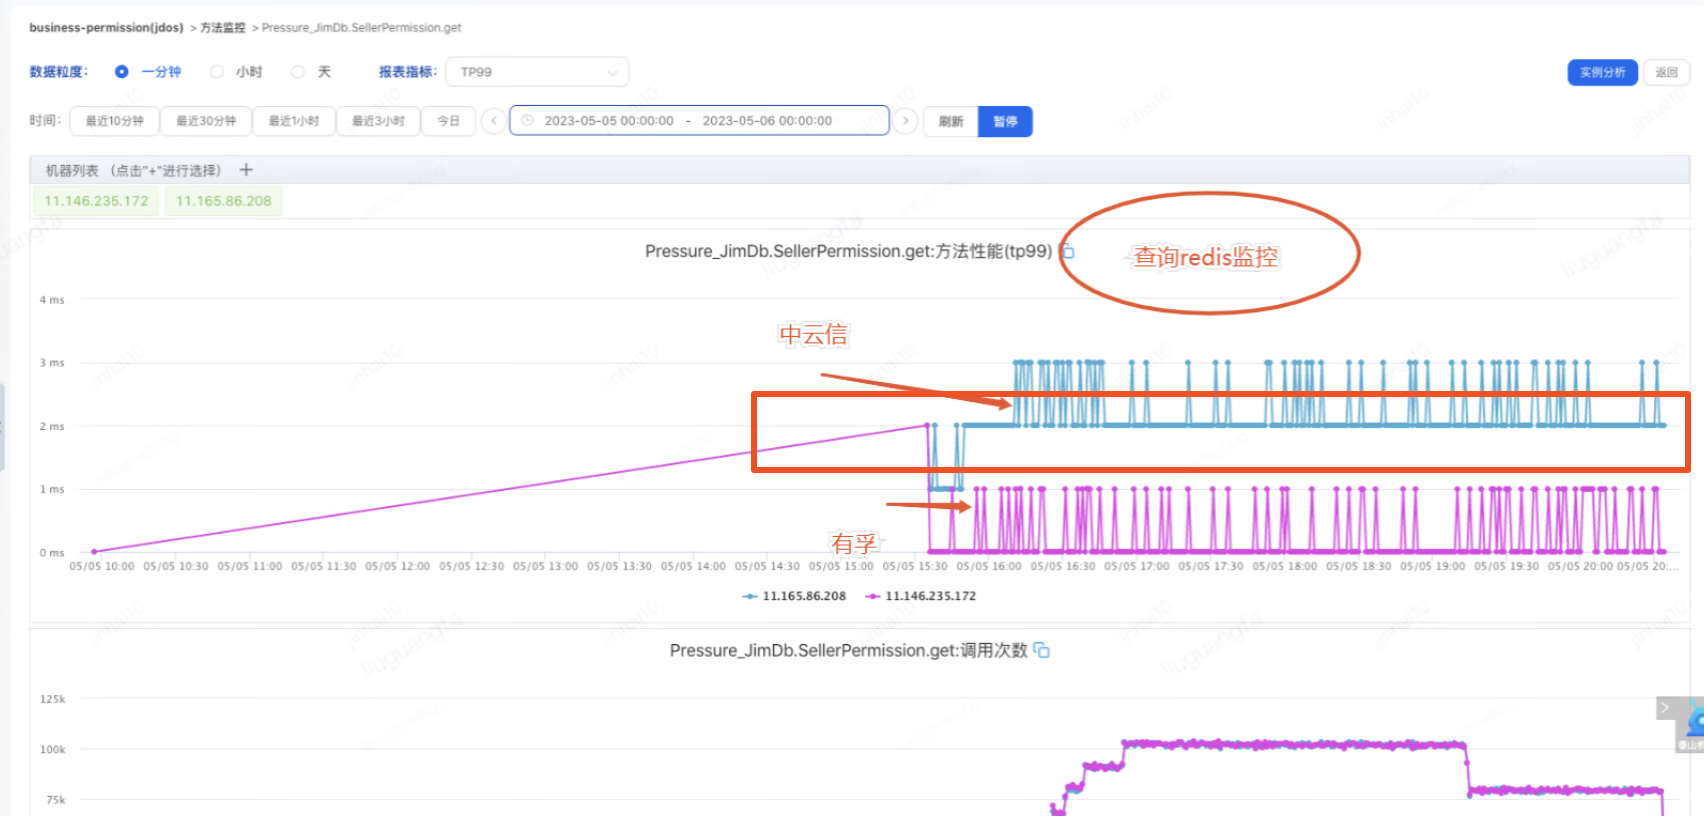 business-permission(jdos) > 方法监控 > Pressure_JimDb.SellerPermission.get
数据粒度： 一分钟 小时 天 报表指标： TP99 实例分析 返回
时间： 最近10分钟 最近30分钟 最近1小时 最近3小时 今日 2023-05-05 00:00:00 - 2023-05-06 00:00:00 刷新 暂停
机器列表 （点击"+"进行选择） +
11.146.235.172 11.165.86.208
Pressure_JimDb.SellerPermission.get:方法性能(tp99)
查询redis监控
4 ms
中云信
3 ms
2 ms
1 ms
有孚
0 ms
05/05 10:00 05/05 10:30 05/05 11:00 05/05 11:30 05/05 12:00 05/05 12:30 05/05 13:00 05/05 13:30 05/05 14:00 05/05 14:30 05/05 15:00 05/05 15:30 05/05 16:00 05/05 16:30 05/05 17:00 05/05 17:30 05/05 18:00 05/05 18:30 05/05 19:00 05/05 19:30 05/05 20:00 05/05 20:...
11.165.86.208 11.146.235.172
Pressure_JimDb.SellerPermission.get:调用次数
125k
100k
75k
jinhai10
liuguangfa